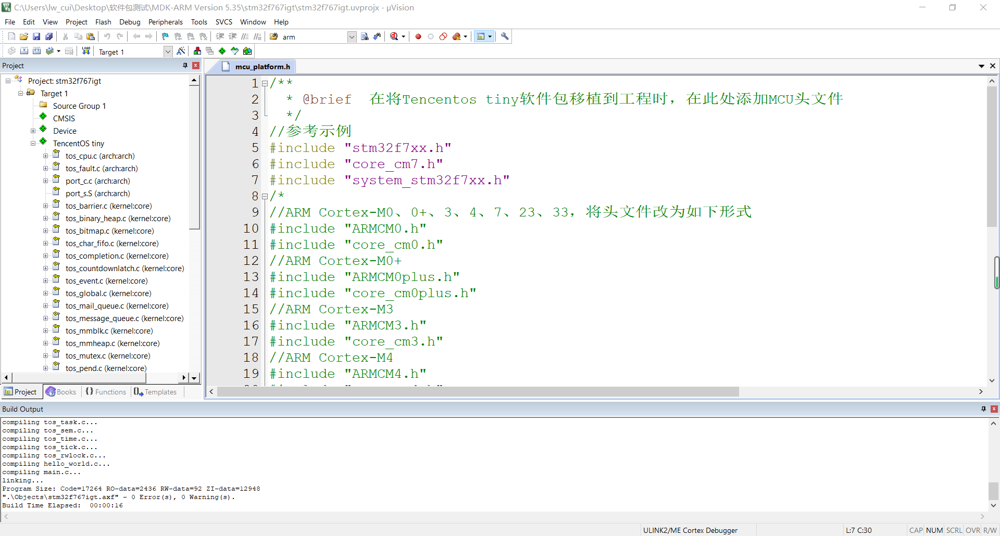 C:\Users\lw_cui\Desktop\软件包测试\MDK-ARM Version 5.35\stm32f767igt\stm32f767igt.uvprojx - µVision
File Edit View Project Flash Debug Peripherals Tools SVCS Window Help
arm
LOAD Target 1
Project
mcu_platform.h
Project: stm32f767igt
Target 1
Source Group 1
CMSIS
Device
TencentOS tiny
tos_cpu.c (arch:arch)
tos_fault.c (arch:arch)
port_c.c (arch:arch)
port_s.S (arch:arch)
tos_barrier.c (kernel:core)
tos_binary_heap.c (kernel:core)
tos_bitmap.c (kernel:core)
tos_char_fifo.c (kernel:core)
tos_completion.c (kernel:core)
tos_countdownlatch.c (kernel:core)
tos_event.c (kernel:core)
tos_global.c (kernel:core)
tos_mail_queue.c (kernel:core)
tos_message_queue.c (kernel:core)
tos_mmblk.c (kernel:core)
tos_mmheap.c (kernel:core)
tos_mutex.c (kernel:core)
tos_pend.c (kernel:core)
Project Books {} Functions 0 Templates
1 /**
2 * @brief 在将Tencentos tiny软件包移植到工程时，在此处添加MCU头文件
3 */
4 //参考示例
5 #include "stm32f7xx.h"
6 #include "core_cm7.h"
7 #include "system_stm32f7xx.h"
8 /*
9 //ARM Cortex-M0、0+、3、4、7、23、33，将头文件改为如下形式
10 #include "ARMCM0.h"
11 #include "core_cm0.h"
12 //ARM Cortex-M0+
13 #include "ARMCM0plus.h"
14 #include "core_cm0plus.h"
15 //ARM Cortex-M3
16 #include "ARMCM3.h"
17 #include "core_cm3.h"
18 //ARM Cortex-M4
19 #include "ARMCM4.h"
Build Output
compiling tos_task.c...
compiling tos_sem.c...
compiling tos_time.c...
compiling tos_tick.c...
compiling tos_rwlock.c...
compiling hello_world.c...
compiling main.c...
linking...
Program Size: Code=17264 RO-data=2436 RW-data=92 ZI-data=12948
".\Objects\stm32f767igt.axf" - 0 Error(s), 0 Warning(s).
Build Time Elapsed:  00:00:16
ULINK2/ME Cortex Debugger L:7 C:30 CAP NUM SCRL OVR R/W